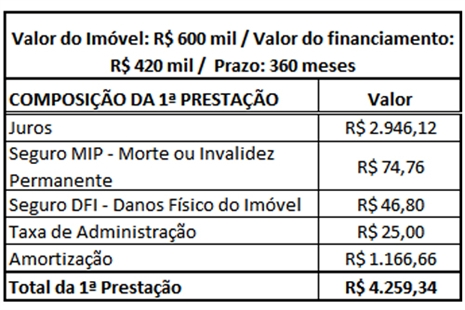 Valor do Imóvel: R$ 600 mil / Valor do financiamento:
R$ 420 mil / Prazo: 360 meses
COMPOSIÇÃO DA 1ª PRESTAÇÃO Valor
Juros R$ 2.946,12
Seguro MIP - Morte ou Invalidez
Permanente R$ 74,76
Seguro DFI - Danos Físico do Imóvel R$ 46,80
Taxa de Administração R$ 25,00
Amortização R$ 1.166,66
Total da 1ª Prestação R$ 4.259,34